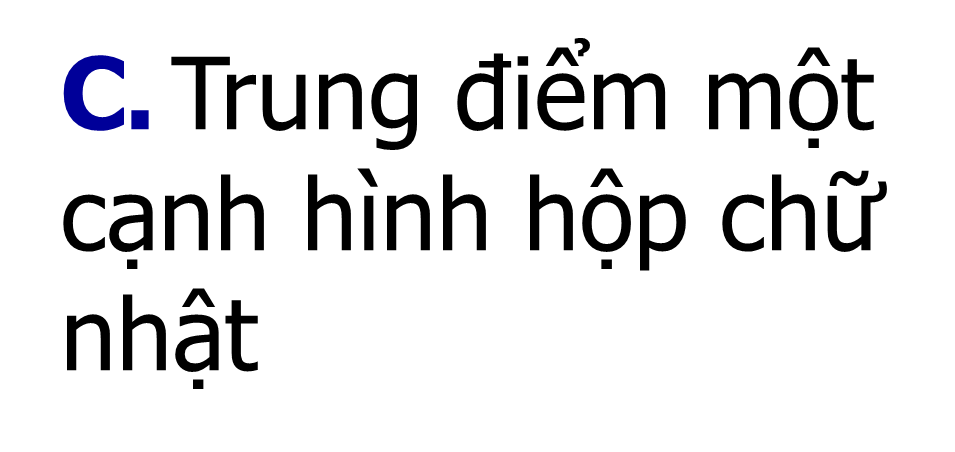 C. Trung điểm một
cạnh hình hộp chữ
nhật